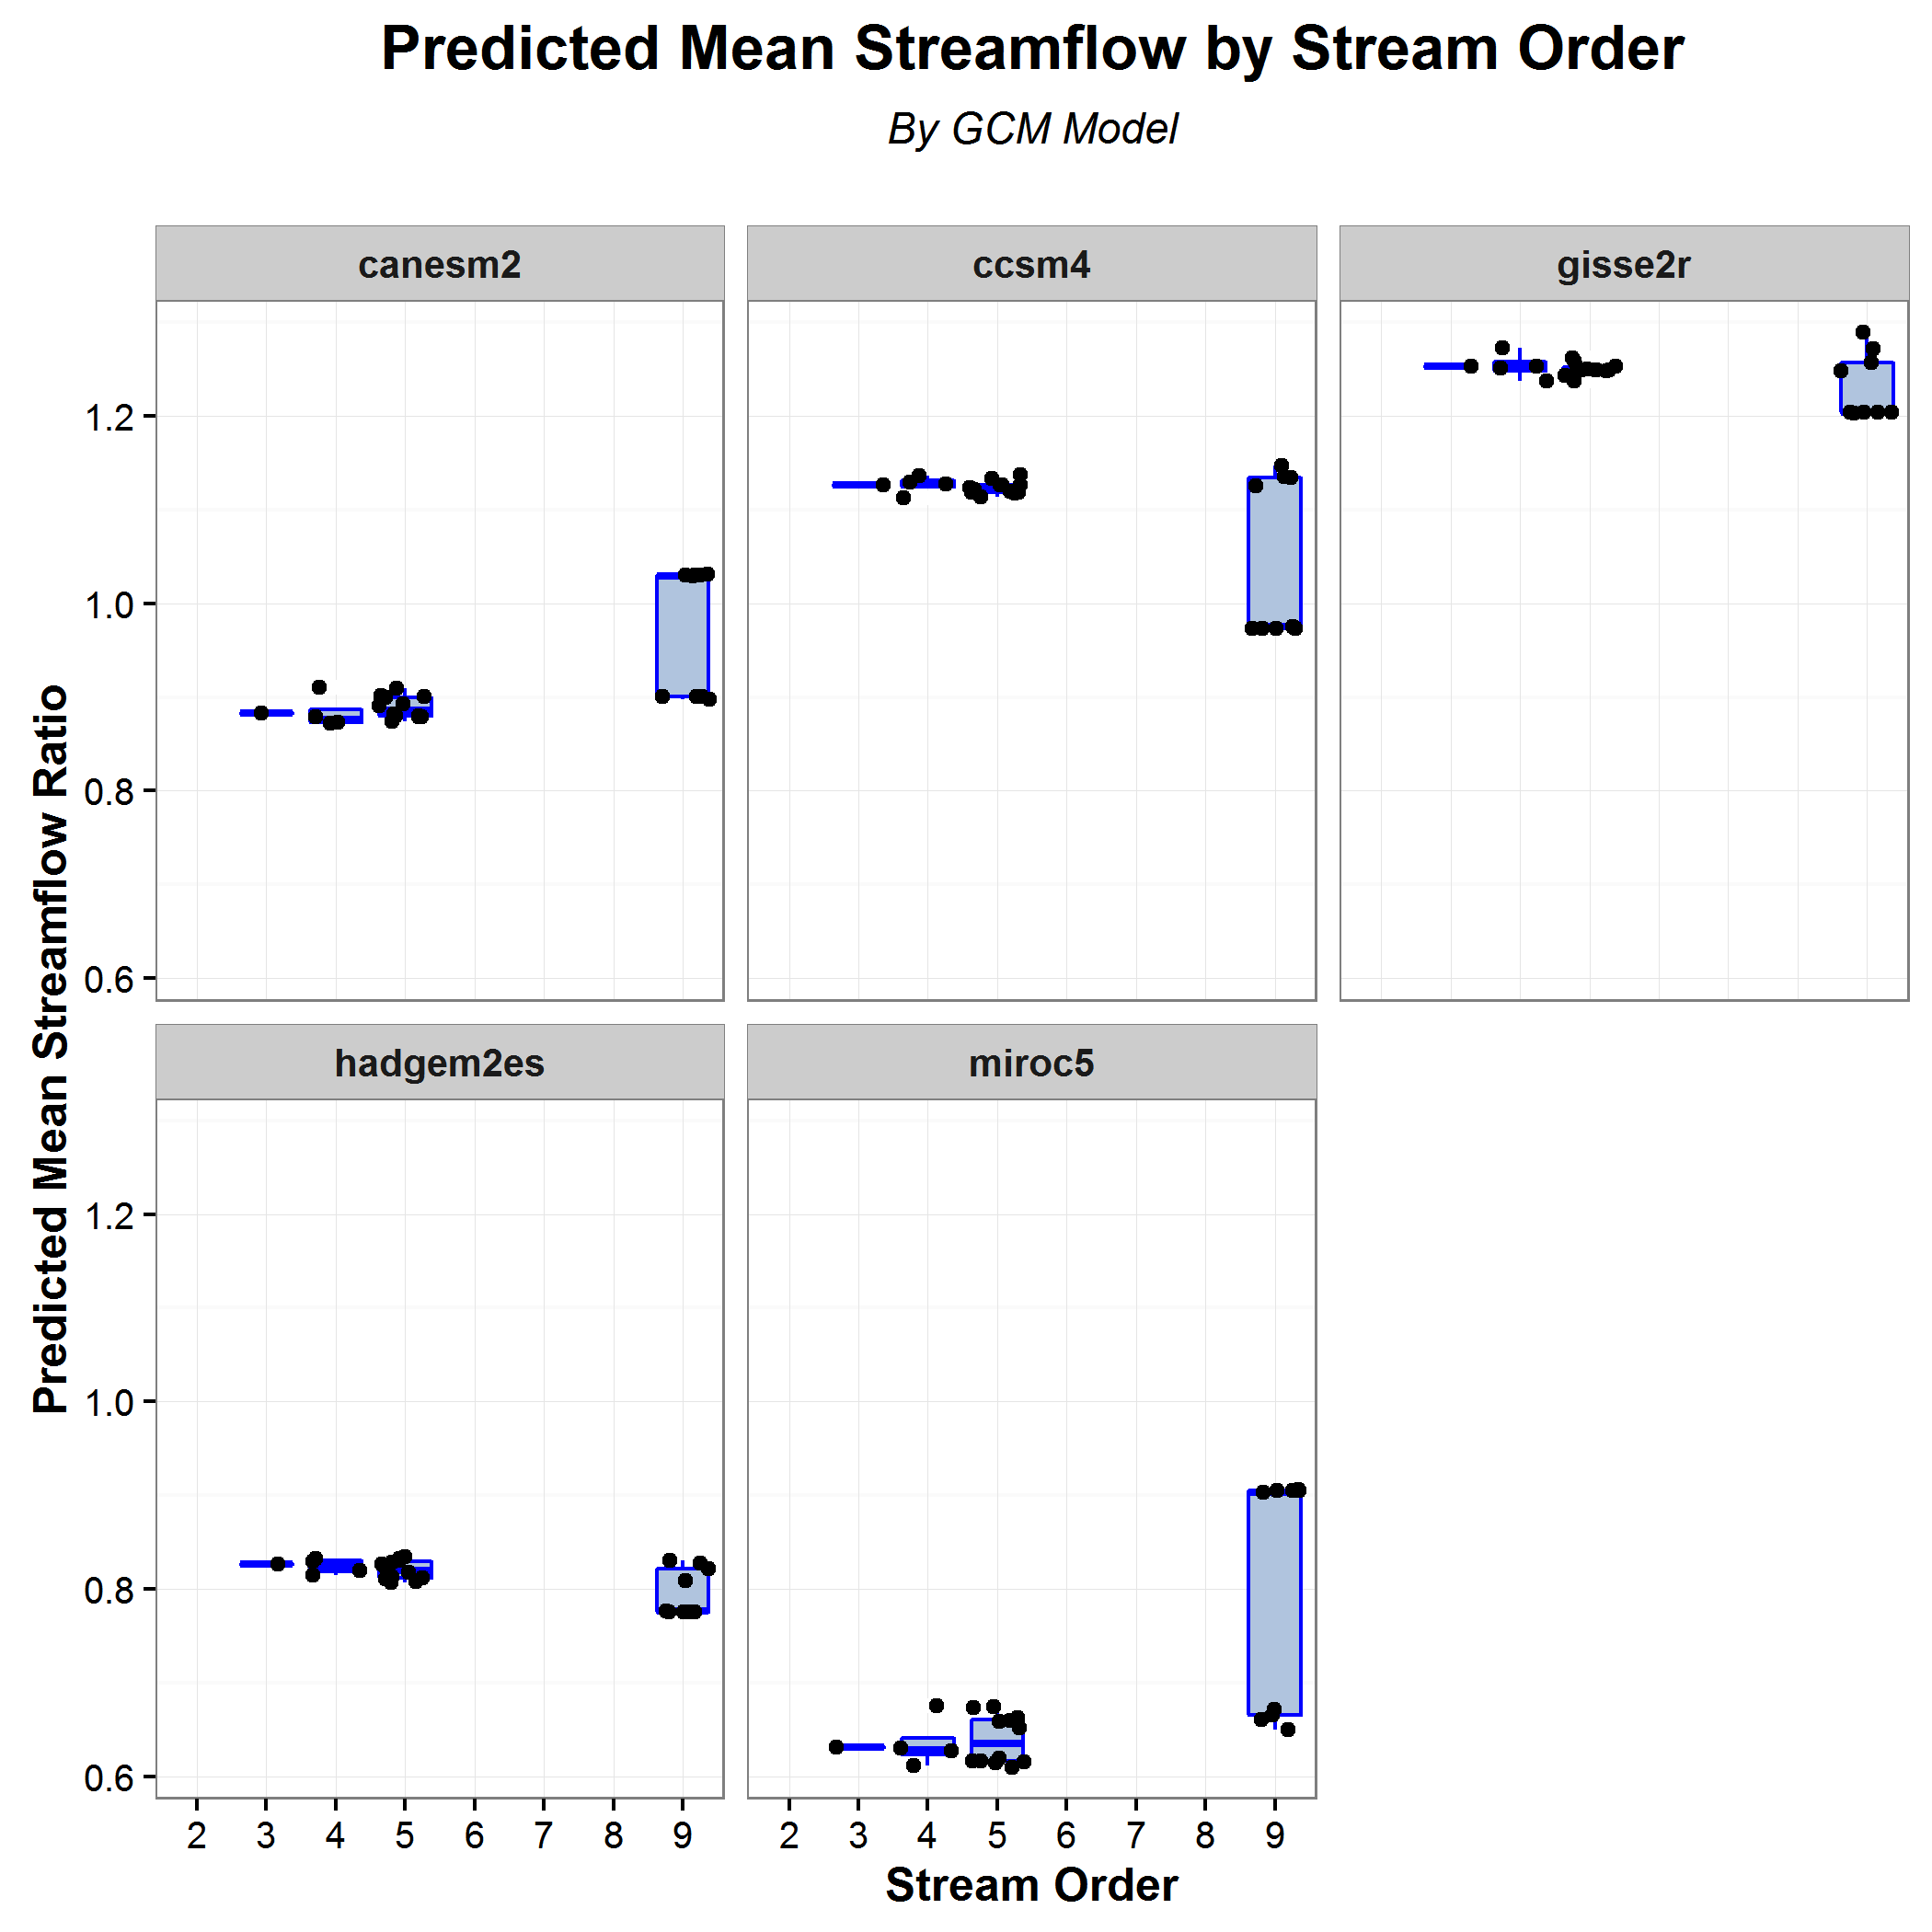 Predicted Mean Streamflow by Stream Order
By GCM Model
canesm2
ccsm4
gisse2r
1.2
1.0
0.8
0.6
Predicted Mean Streamflow Ratio
hadgem2es
miroc5
1.2
1.0
0.8
0.6
2 3 4 5 6 7 8 9
2 3 4 5 6 7 8 9
Stream Order